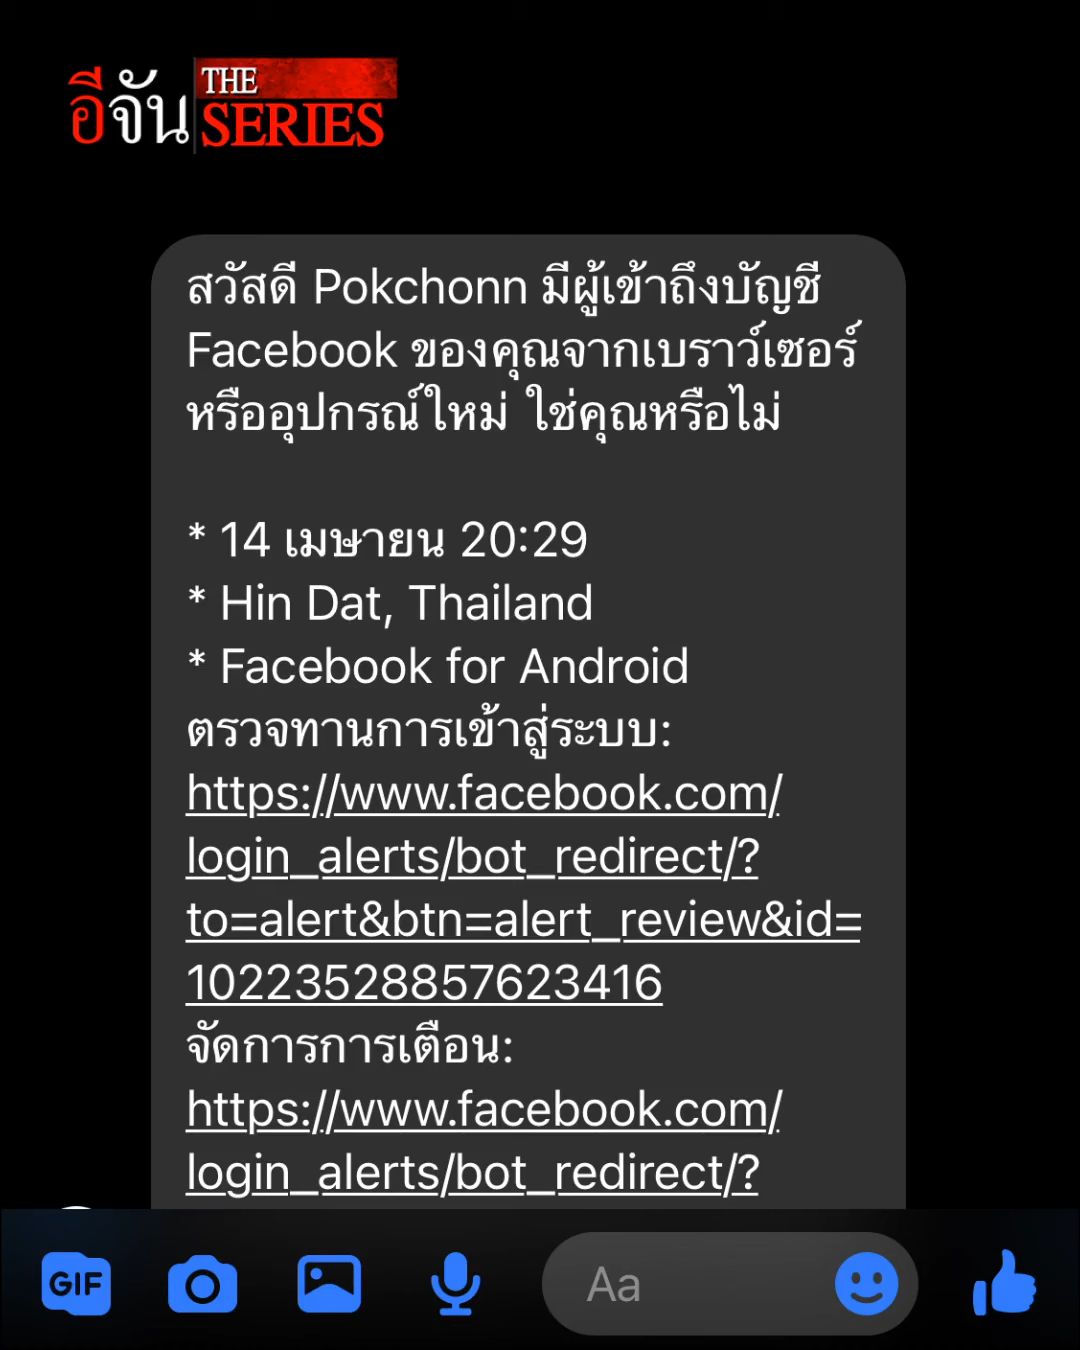 อีจัน THE SERIES
สวัสดี Pokchonn มีผู้เข้าถึงบัญชี
Facebook ของคุณจากเบราว์เซอร์
หรืออุปกรณ์ใหม่ ใช่คุณหรือไม่
* 14 เมษายน 20:29
* Hin Dat, Thailand
* Facebook for Android
ตรวจทานการเข้าสู่ระบบ:
https://www.facebook.com/
login_alerts/bot_redirect/?
to=alert&btn=alert_review&id=
10223528857623416
จัดการการเตือน:
https://www.facebook.com/
login_alerts/bot_redirect/?
GIF
Aa